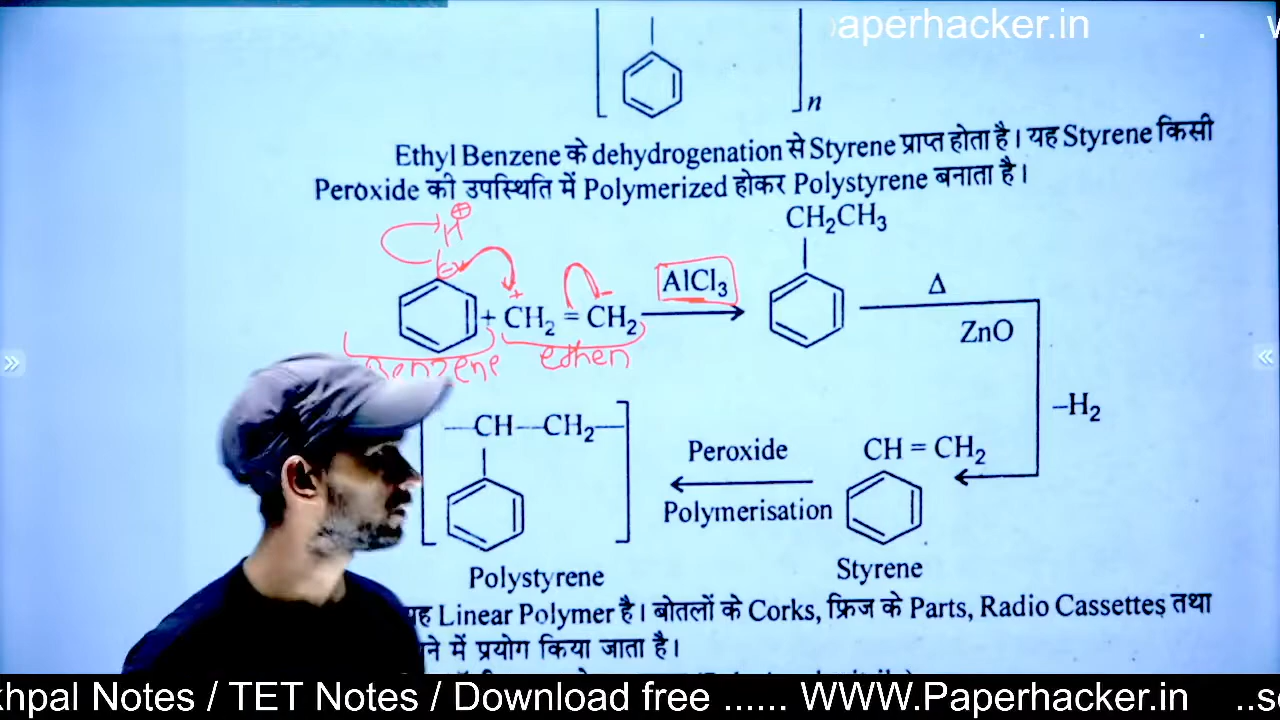 paperhacker.in .
n
Ethyl Benzene के dehydrogenation से Styrene प्राप्त होता है। यह Styrene किसी
Peroxide की उपस्थिति में Polymerized होकर Polystyrene बनाता है।
CH₂CH₃
H⊕
⊖
+ -
+ CH₂ = CH₂ AlCl₃
Δ
ZnO
Benzene ethen
–H₂
—CH—CH₂—
Peroxide
CH = CH₂
Polymerisation
Polystyrene
Styrene
यह Linear Polymer है। बोतलों के Corks, फ्रिज के Parts, Radio Cassettes तथा
में प्रयोग किया जाता है।
Notes / TET Notes / Download free ...... WWW.Paperhacker.in ..